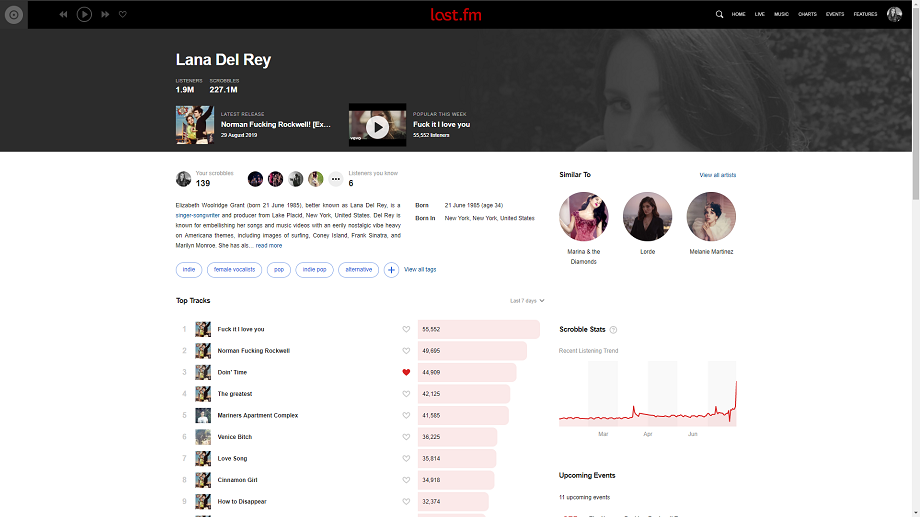 last.fm
HOME LIVE MUSIC CHARTS EVENTS FEATURES
Lana Del Rey
LISTENERS SCROBBLES
1.9M 227.1M
LATEST RELEASE
Norman Fucking Rockwell! [Ex...
29 August 2019
vevo
POPULAR THIS WEEK
Fuck it I love you
55,552 listeners
Your scrobbles
139
Listeners you know
6
Elizabeth Woolridge Grant (born 21 June 1985), better known as Lana Del Rey, is a
singer-songwriter and producer from Lake Placid, New York, United States. Del Rey is
known for embellishing her songs and music videos with an eerily nostalgic vibe heavy
on Americana themes, including images of surfing, Coney Island, Frank Sinatra, and
Marilyn Monroe. She has als... read more
Born 21 June 1985 (age 34)
Born In New York, New York, United States
indie female vocalists pop indie pop alternative View all tags
Similar To View all artists
Marina & the
Diamonds
Lorde
Melanie Martinez
Top Tracks Last 7 days
1 Fuck it I love you 55,552
2 Norman Fucking Rockwell 49,695
3 Doin' Time 44,909
4 The greatest 42,125
5 Mariners Apartment Complex 41,585
6 Venice Bitch 36,225
7 Love Song 35,814
8 Cinnamon Girl 34,918
9 How to Disappear 32,374
Scrobble Stats ?
Recent Listening Trend
Mar Apr Jun
Upcoming Events
11 upcoming events